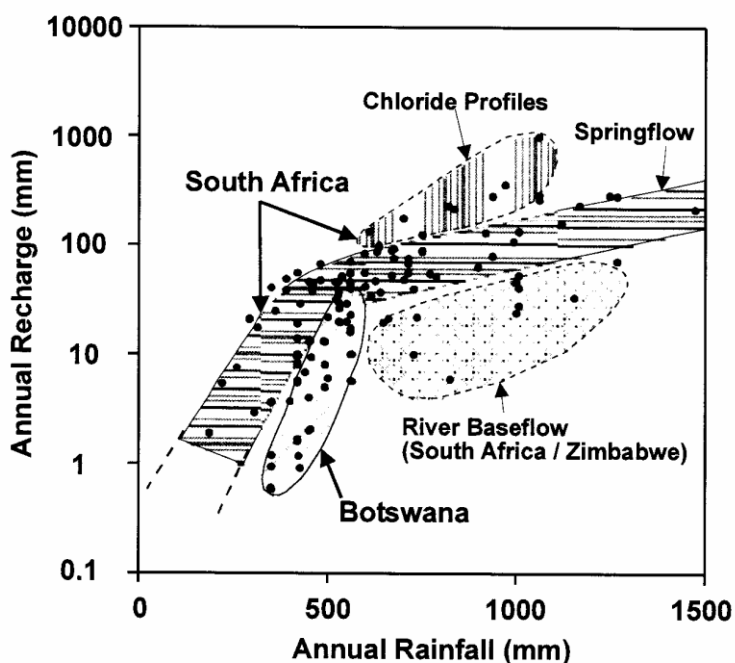 10000
1000
100
10
1
0.1
Annual Recharge (mm)
Chloride Profiles
Springflow
South Africa
River Baseflow
(South Africa / Zimbabwe)
Botswana
0
500
1000
1500
Annual Rainfall (mm)